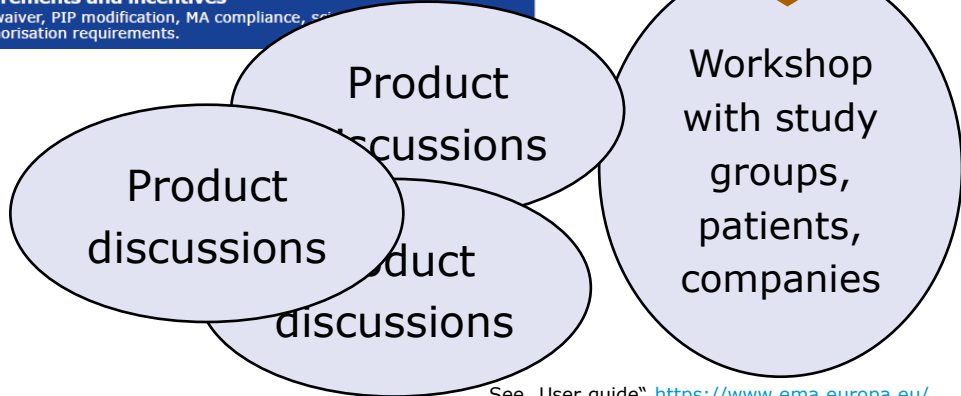 waiver, PIP modification, MA compliance,
orisation requirements.
Product
discussions
Product
discussions
discussions
Workshop
with study
groups,
patients,
companies
See „User guide“ https://www.ema.europa.eu/